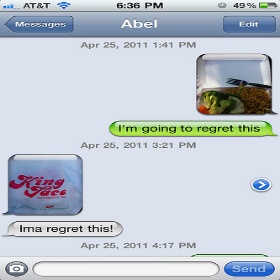 AT&T 6:36 PM 49%
Messages Abel Edit
Apr 25, 2011 1:41 PM
I'm going to regret this
Apr 25, 2011 3:21 PM
King
Taco
Ima regret this!
Apr 25, 2011 4:17 PM
Send